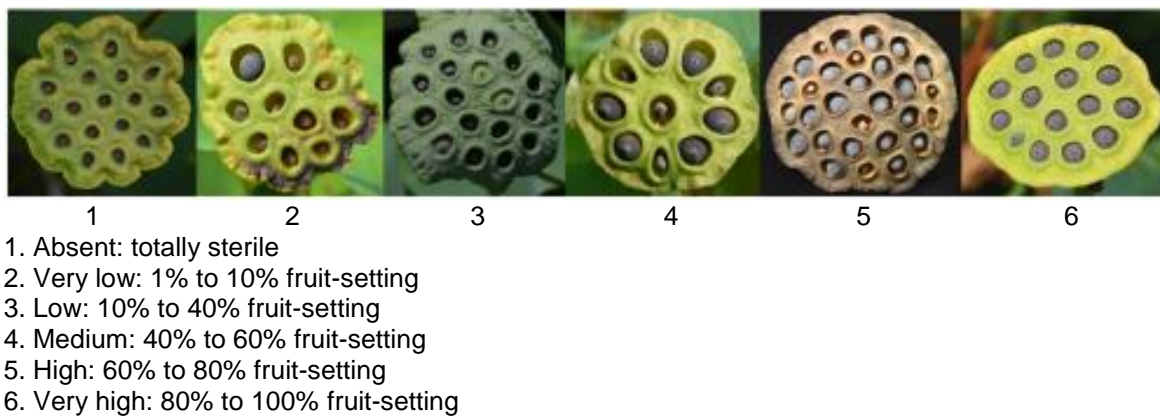 1 2 3 4 5 6
1. Absent: totally sterile
2. Very low: 1% to 10% fruit-setting
3. Low: 10% to 40% fruit-setting
4. Medium: 40% to 60% fruit-setting
5. High: 60% to 80% fruit-setting
6. Very high: 80% to 100% fruit-setting